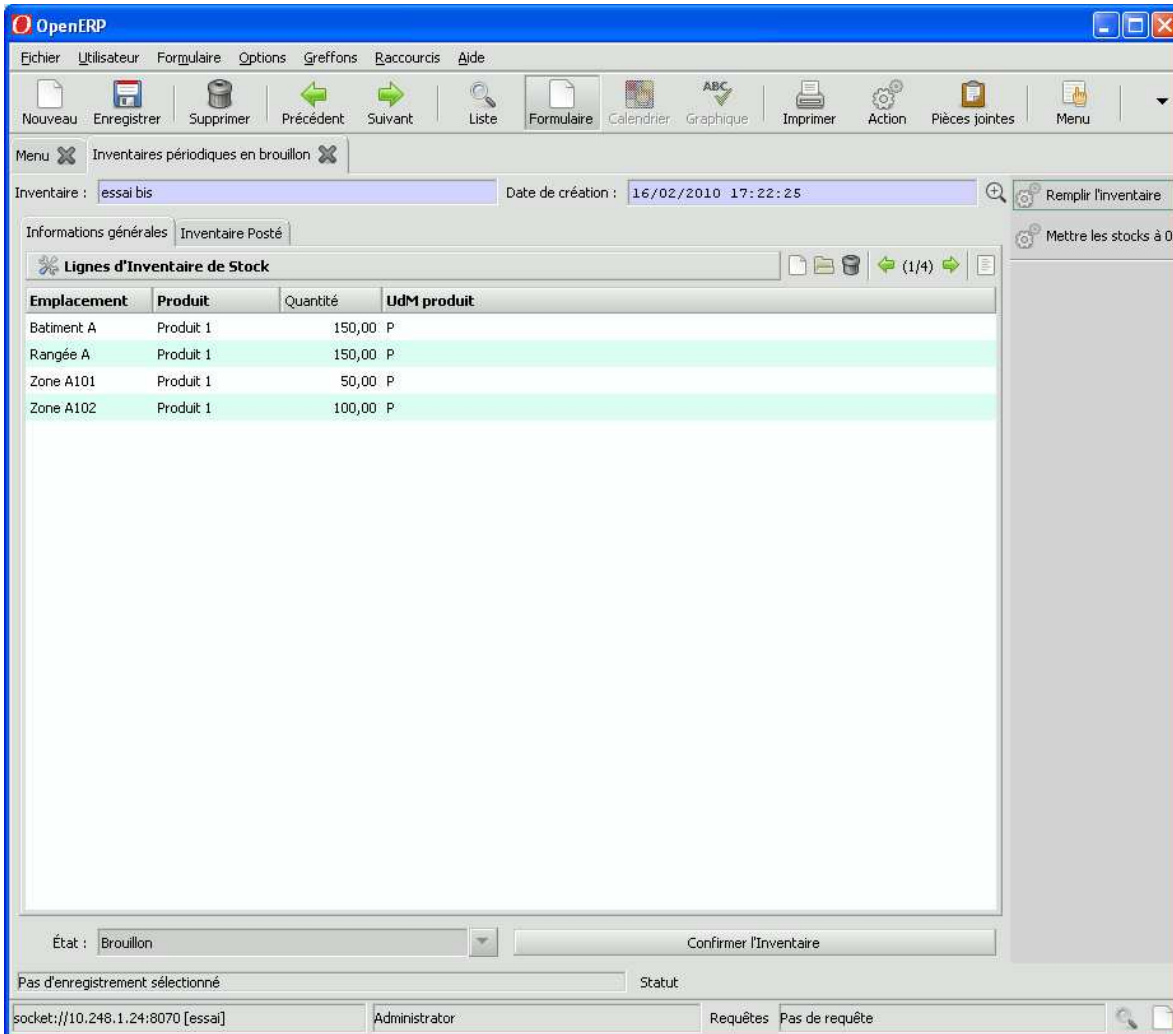 OpenERP
Fichier Utilisateur Formulaire Options Greffons Raccourcis Aide
Nouveau Enregistrer Supprimer Précédent Suivant Liste Formulaire Calendrier ABC Graphique Imprimer Action Pièces jointes Menu
Menu Inventaires périodiques en brouillon
Inventaire : essai bis Date de création : 16/02/2010 17:22:25 Remplir l'inventaire
Informations générales Inventaire Posté Mettre les stocks à 0
Lignes d'Inventaire de Stock (1/4)
Emplacement Produit Quantité UdM produit
Batiment A Produit 1 150,00 P
Rangée A Produit 1 150,00 P
Zone A101 Produit 1 50,00 P
Zone A102 Produit 1 100,00 P
État : Brouillon Confirmer l'Inventaire
Pas d'enregistrement sélectionné Statut
socket://10.248.1.24:8070 [essai] Administrator Requêtes Pas de requête